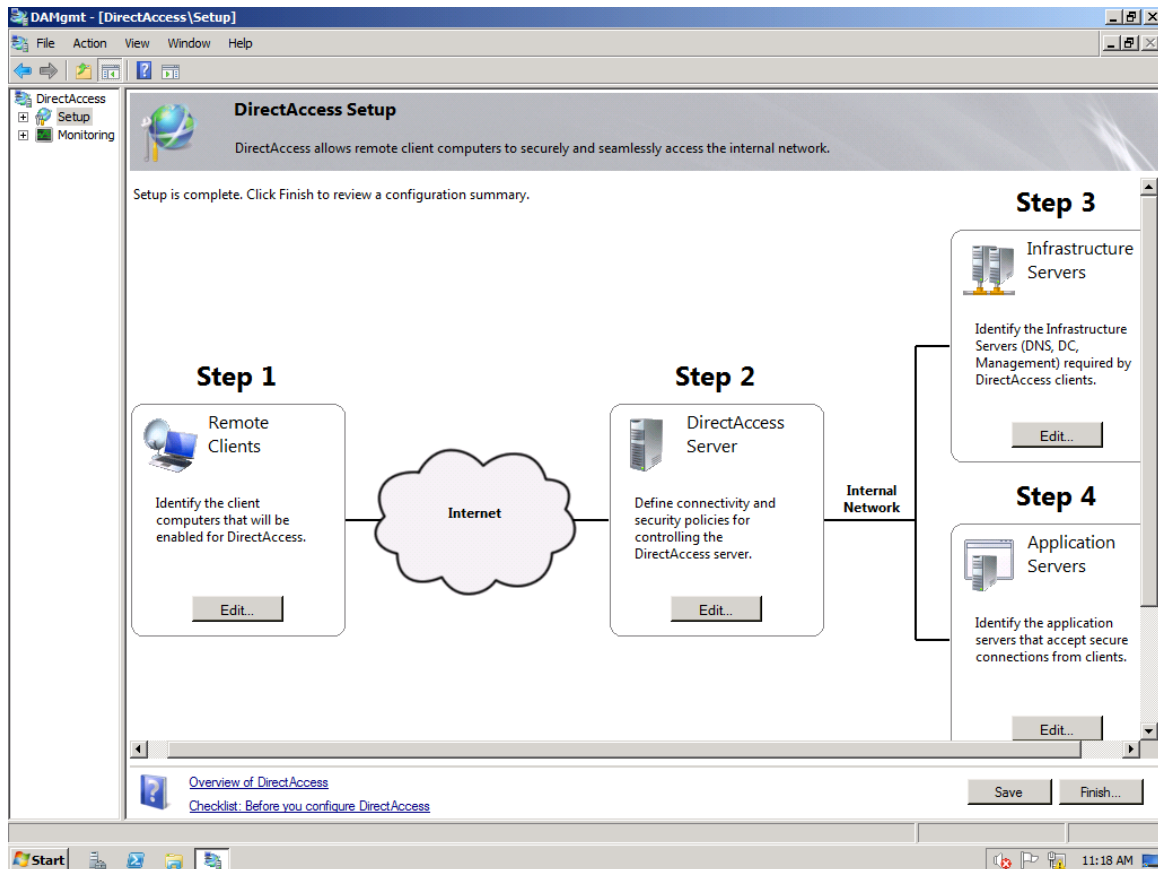 DAMgmt - [DirectAccess\Setup]
File Action View Window Help
DirectAccess
Setup
Monitoring
DirectAccess Setup
DirectAccess allows remote client computers to securely and seamlessly access the internal network.
Setup is complete. Click Finish to review a configuration summary.
Step 1
Remote
Clients
Identify the client
computers that will be
enabled for DirectAccess.
Edit...
Internet
Step 2
DirectAccess
Server
Define connectivity and
security policies for
controlling the
DirectAccess server.
Edit...
Internal
Network
Step 3
Infrastructure
Servers
Identify the Infrastructure
Servers (DNS, DC,
Management) required by
DirectAccess clients.
Edit...
Step 4
Application
Servers
Identify the application
servers that accept secure
connections from clients.
Edit...
Overview of DirectAccess
Checklist: Before you configure DirectAccess
Save
Finish...
Start
11:18 AM